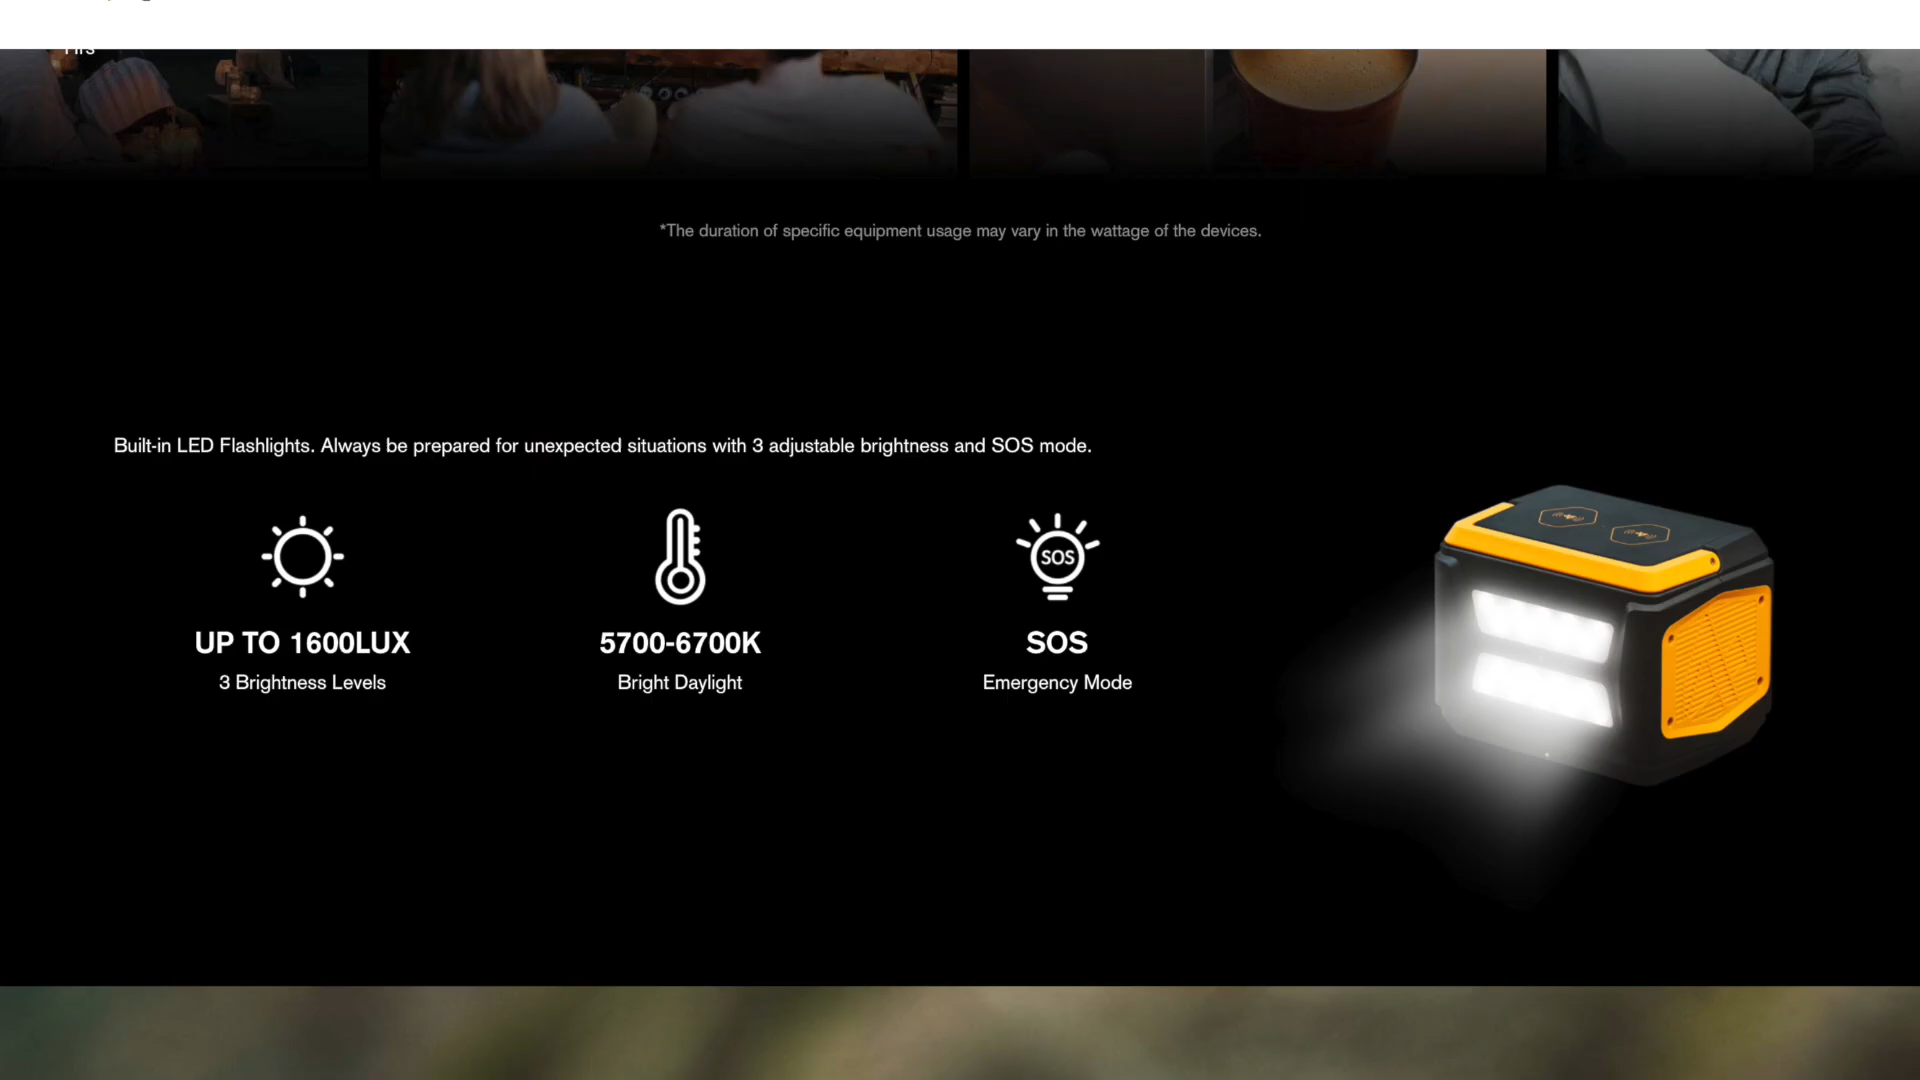 Hrs
*The duration of specific equipment usage may vary in the wattage of the devices.
Built-in LED Flashlights. Always be prepared for unexpected situations with 3 adjustable brightness and SOS mode.
SOS
UP TO 1600LUX
3 Brightness Levels
5700-6700K
Bright Daylight
SOS
Emergency Mode